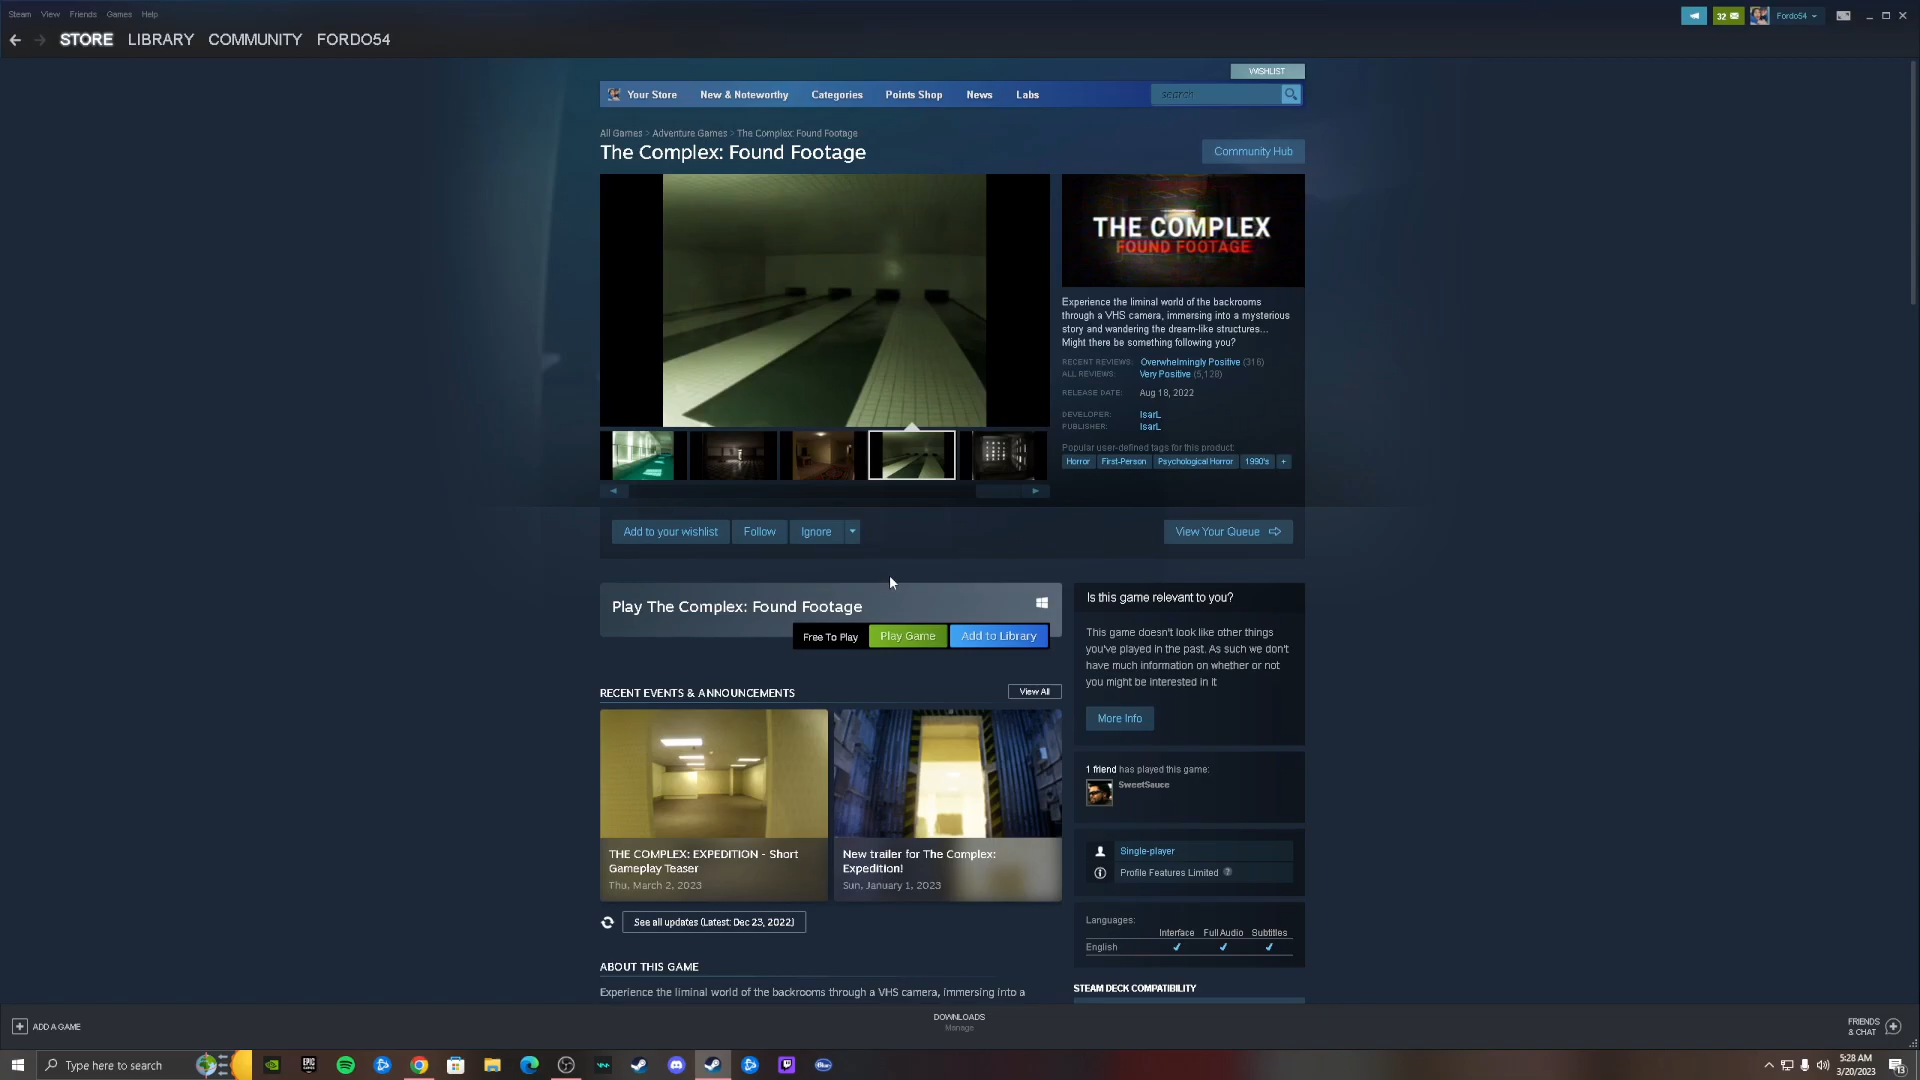 Steam View Friends Games Help
32 Fordo54
STORE LIBRARY COMMUNITY FORDO54
WISHLIST
Your Store New & Noteworthy Categories Points Shop News Labs search
All Games > Adventure Games > The Complex: Found Footage
The Complex: Found Footage
Community Hub
THE COMPLEX
FOUND FOOTAGE
Experience the liminal world of the backrooms
through a VHS camera, immersing into a mysterious
story and wandering the dream-like structures...
Might there be something following you?
RECENT REVIEWS: Overwhelmingly Positive (316)
ALL REVIEWS: Very Positive (5,128)
RELEASE DATE: Aug 18, 2022
DEVELOPER: IsarL
PUBLISHER: IsarL
Popular user-defined tags for this product:
Horror First-Person Psychological Horror 1990's +
Add to your wishlist Follow Ignore View Your Queue
Play The Complex: Found Footage
Free To Play Play Game Add to Library
Is this game relevant to you?
This game doesn't look like other things
you've played in the past. As such we don't
have much information on whether or not
you might be interested in it
More Info
RECENT EVENTS & ANNOUNCEMENTS View All
THE COMPLEX: EXPEDITION - Short
Gameplay Teaser
Thu, March 2, 2023
New trailer for The Complex:
Expedition!
Sun, January 1, 2023
1 friend has played this game:
SweetSauce
Single-player
Profile Features Limited ?
See all updates (Latest: Dec 23, 2022)
Languages:
Interface Full Audio Subtitles
English ✔ ✔ ✔
ABOUT THIS GAME
Experience the liminal world of the backrooms through a VHS camera, immersing into a
STEAM DECK COMPATIBILITY
ADD A GAME
DOWNLOADS
Manage
FRIENDS
& CHAT
Type here to search
EPIC GAMES
5:28 AM
3/20/2023
13